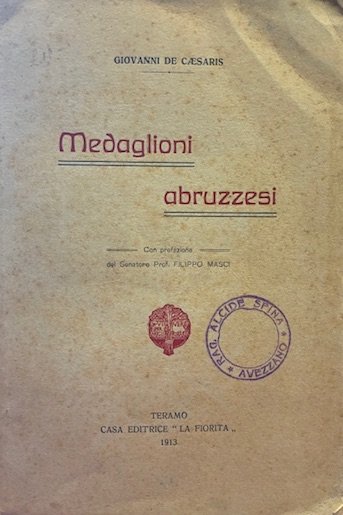 GIOVANNI DE CÆSARIS
Medaglioni
abruzzesi
Con prefazione
del Senatore Prof. FILIPPO MASCI
RAG. ALCIDE SPINA
* AVEZZANO *
TERAMO
CASA EDITRICE “ LA FIORITA „
1913